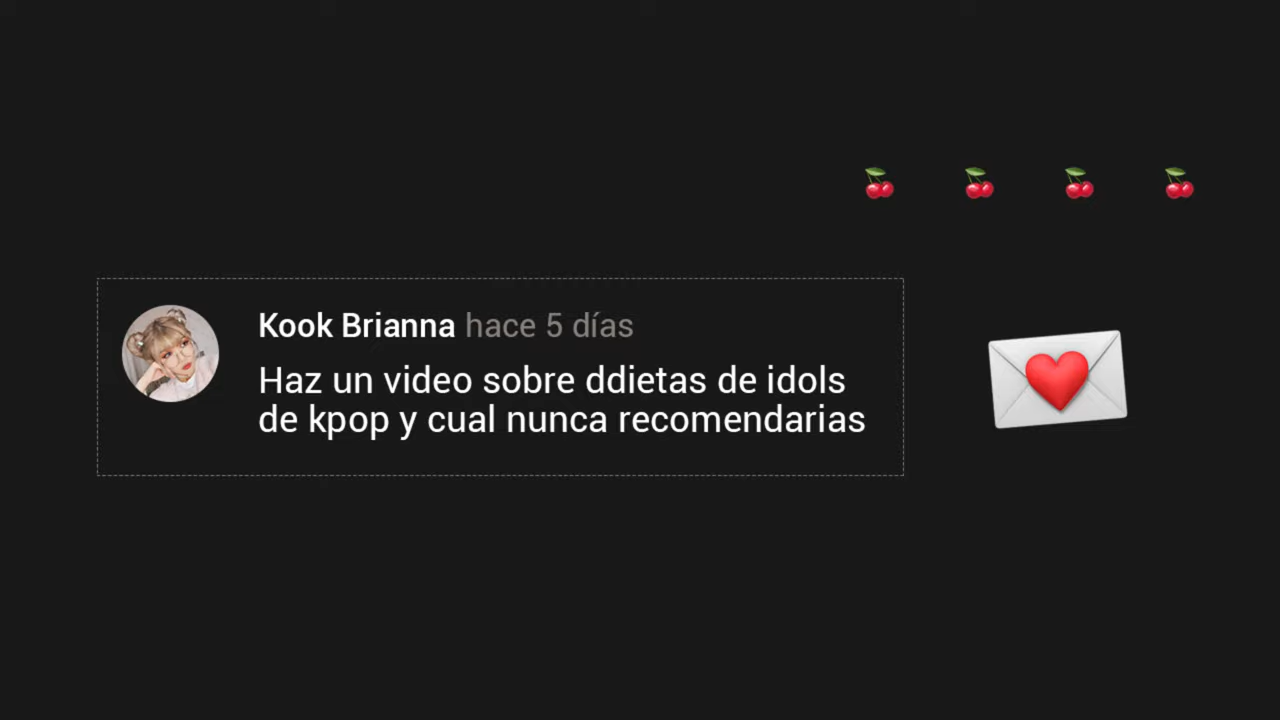 Kook Brianna hace 5 días
Haz un video sobre ddietas de idols
de kpop y cual nunca recomendarias